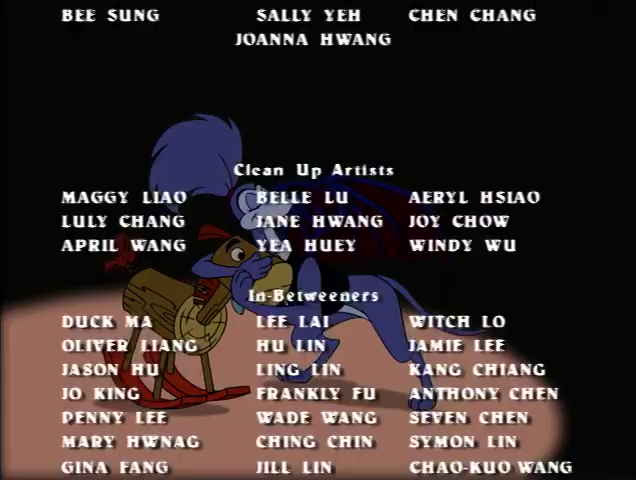 BEE SUNG SALLY YEH CHEN CHANG
JOANNA HWANG
Clean Up Artists
MAGGY LIAO BELLE LU AERYL HSIAO
LULY CHANG JANE HWANG JOY CHOW
APRIL WANG YEA HUEY WINDY WU
In-Betweeners
DUCK MA LEE LAI WITCH LO
OLIVER LIANG HU LIN JAMIE LEE
JASON HU LING LIN KANG CHIANG
JO KING FRANKLY FU ANTHONY CHEN
PENNY LEE WADE WANG SEVEN CHEN
MARY HWNAG CHING CHIN SYMON LIN
GINA FANG JILL LIN CHAO-KUO WANG